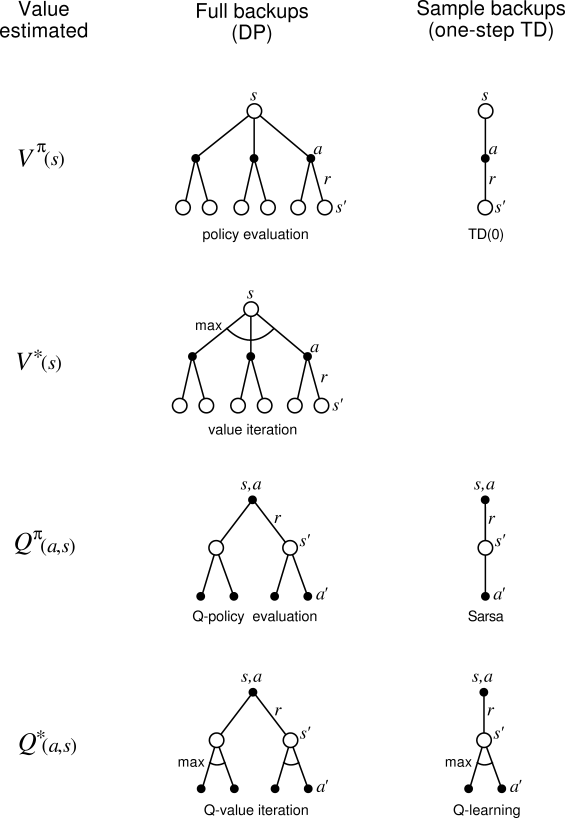 Value estimated
Full backups (DP)
Sample backups (one-step TD)
V^π(s)
s
a
r
s′
policy evaluation
s
a
r
s′
TD(0)
V*(s)
s
max
a
r
s′
value iteration
Q^π(a,s)
s,a
r
s′
a′
Q-policy evaluation
s,a
r
s′
a′
Sarsa
Q*(a,s)
s,a
r
s′
max
a′
Q-value iteration
s,a
r
s′
max
a′
Q-learning